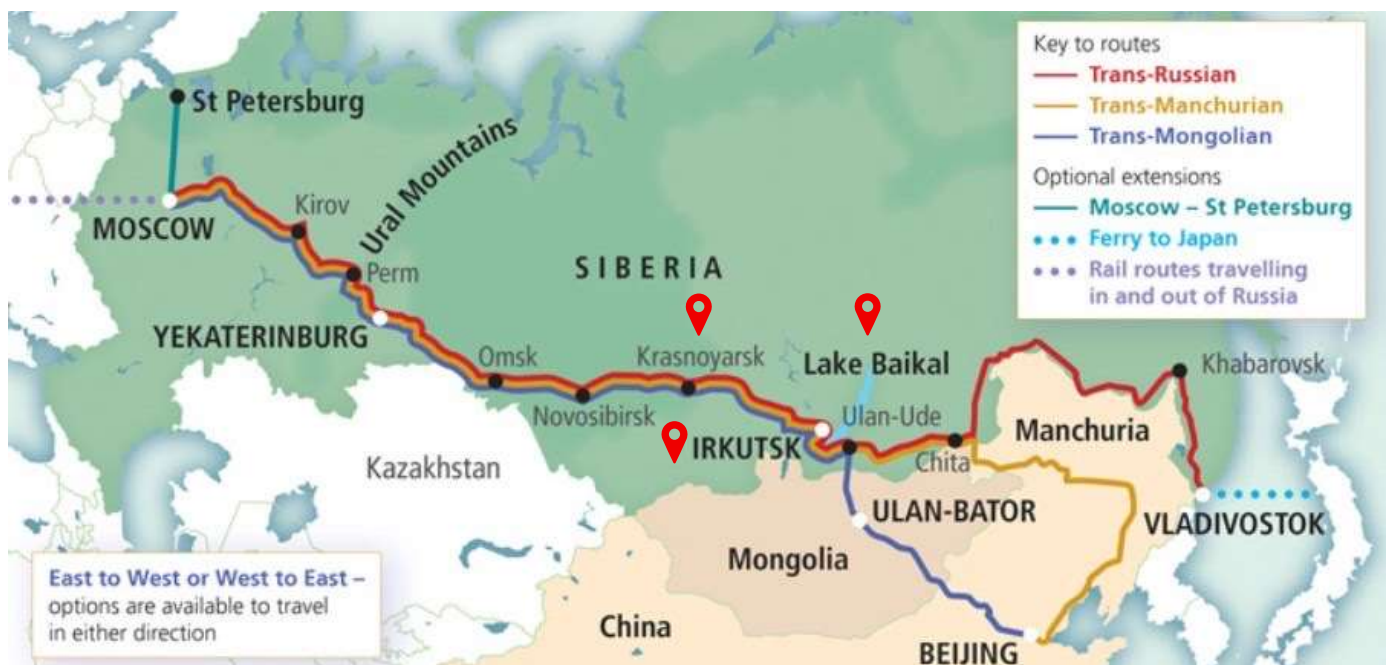 St Petersburg
MOSCOW
Kirov
Ural Mountains
Perm
YEKATERINBURG
SIBERIA
Omsk
Novosibirsk
Krasnoyarsk
Lake Baikal
IRKUTSK
Ulan-Ude
Chita
Khabarovsk
Manchuria
Kazakhstan
ULAN-BATOR
VLADIVOSTOK
Mongolia
China
BEIJING
Key to routes
Trans-Russian
Trans-Manchurian
Trans-Mongolian
Optional extensions
Moscow – St Petersburg
Ferry to Japan
Rail routes travelling
in and out of Russia
East to West or West to East –
options are available to travel
in either direction